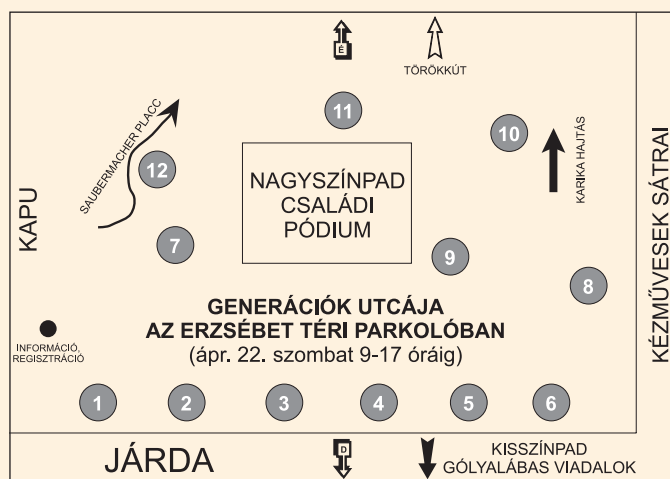 É
TÖRÖKKÚT
11
10
SAUBERMACHER PLACC
12
KARIKA HAJTÁS
NAGYSZÍNPAD
CSALÁDI
PÓDIUM
KAPU
7
9
8
KÉZMŰVESEK SÁTRAI
GENERÁCIÓK UTCÁJA
AZ ERZSÉBET TÉRI PARKOLÓBAN
(ápr. 22. szombat 9-17 óráig)
INFORMÁCIÓ,
REGISZTRÁCIÓ
1 2 3 4 5 6
JÁRDA
D
KISSZÍNPAD
GÓLYALÁBAS VIADALOK